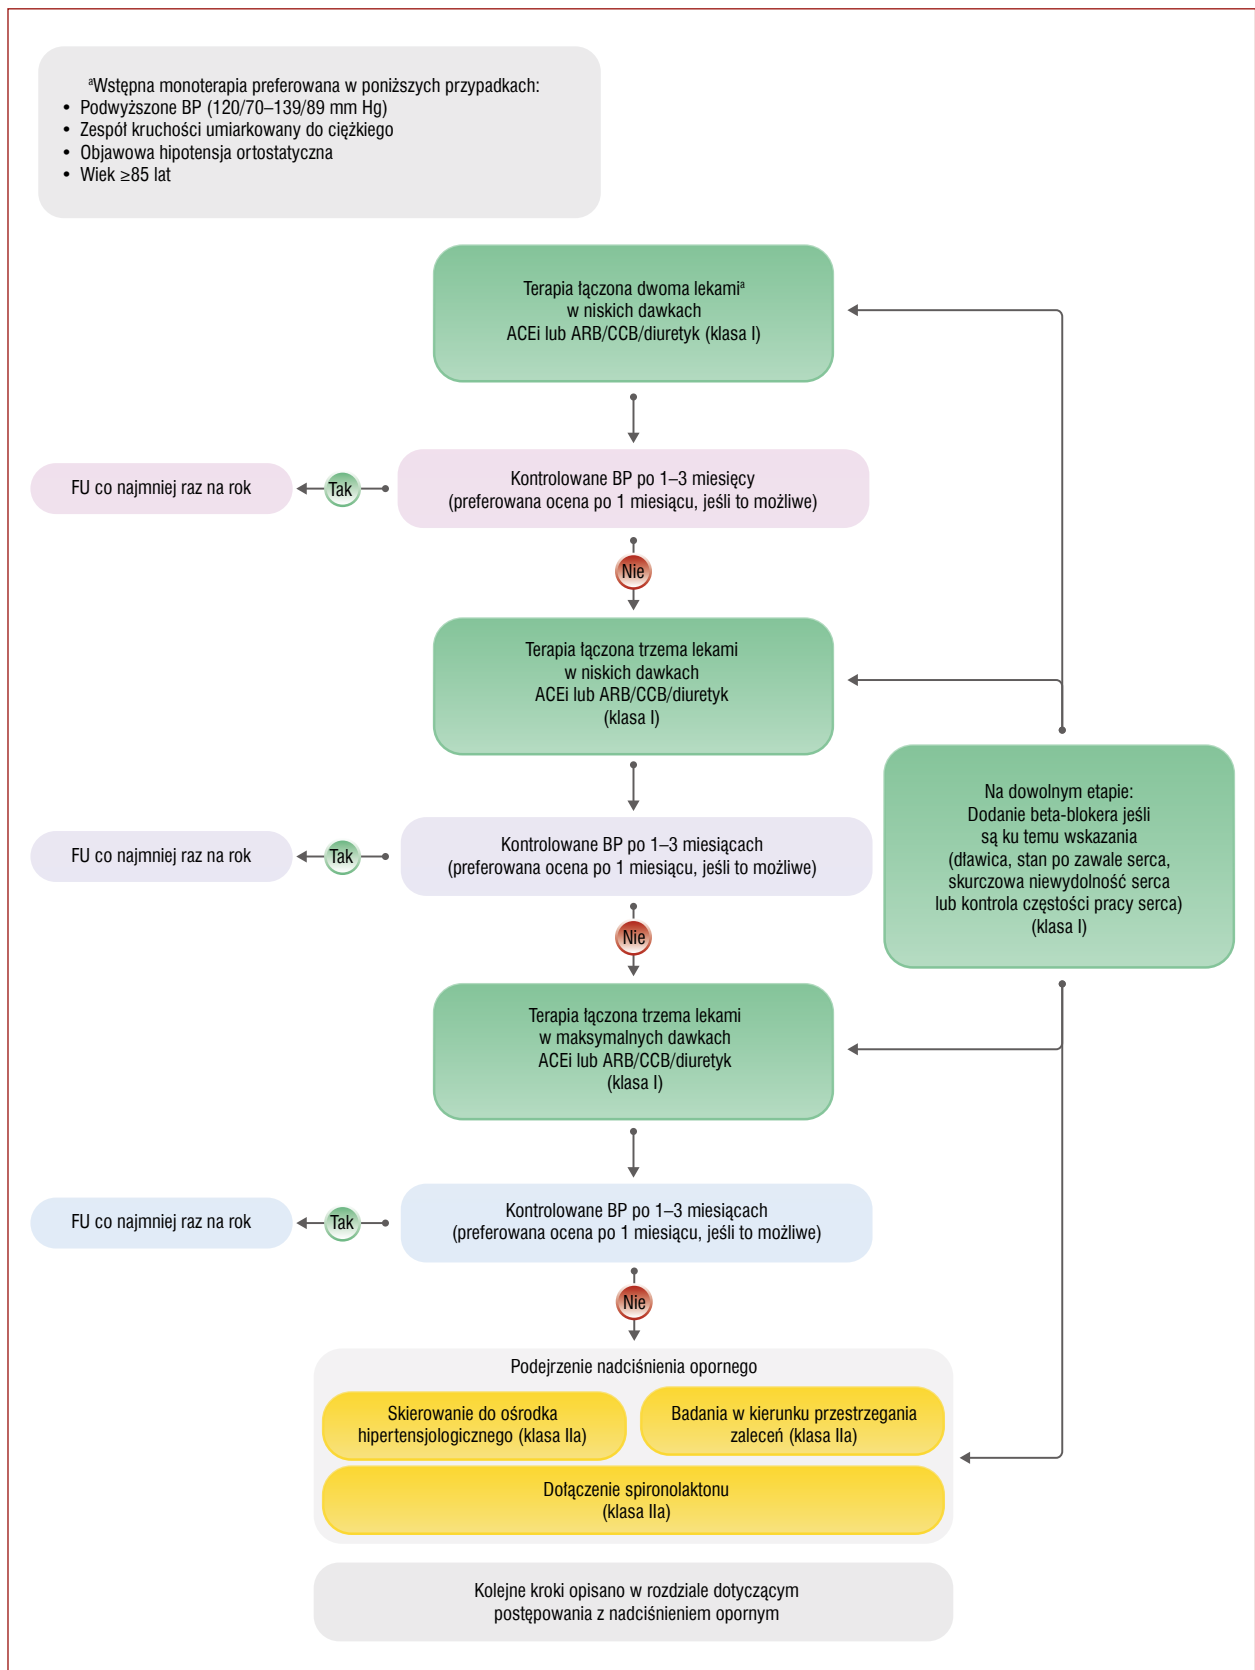 ᵃWstępna monoterapia preferowana w poniższych przypadkach:
• Podwyższone BP (120/70–139/89 mm Hg)
• Zespół kruchości umiarkowany do ciężkiego
• Objawowa hipotensja ortostatyczna
• Wiek ≥85 lat
Terapia łączona dwoma lekamiᵃ
w niskich dawkach
ACEi lub ARB/CCB/diuretyk (klasa I)
Kontrolowane BP po 1–3 miesięcy
(preferowana ocena po 1 miesiącu, jeśli to możliwe)
Tak
FU co najmniej raz na rok
Nie
Terapia łączona trzema lekami
w niskich dawkach
ACEi lub ARB/CCB/diuretyk
(klasa I)
Na dowolnym etapie:
Dodanie beta-blokera jeśli
są ku temu wskazania
(dławica, stan po zawale serca,
skurczowa niewydolność serca
lub kontrola częstości pracy serca)
(klasa I)
Kontrolowane BP po 1–3 miesiącach
(preferowana ocena po 1 miesiącu, jeśli to możliwe)
Tak
FU co najmniej raz na rok
Nie
Terapia łączona trzema lekami
w maksymalnych dawkach
ACEi lub ARB/CCB/diuretyk
(klasa I)
Kontrolowane BP po 1–3 miesiącach
(preferowana ocena po 1 miesiącu, jeśli to możliwe)
Tak
FU co najmniej raz na rok
Nie
Podejrzenie nadciśnienia opornego
Skierowanie do ośrodka
hipertensjologicznego (klasa IIa)
Badania w kierunku przestrzegania
zaleceń (klasa IIa)
Dołączenie spironolaktonu
(klasa IIa)
Kolejne kroki opisano w rozdziale dotyczącym
postępowania z nadciśnieniem opornym